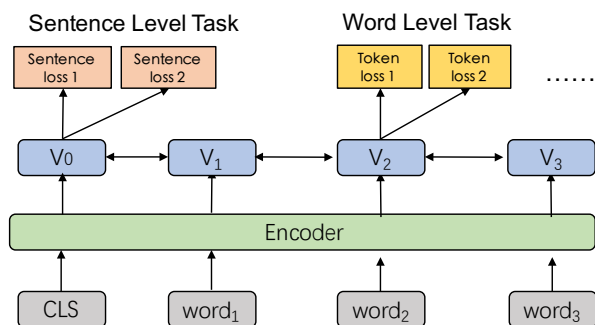 Sentence Level Task
Word Level Task
Sentence loss 1
Sentence loss 2
Token loss 1
Token loss 2
......
V0
V₁
V₂
V₃
Encoder
CLS
word₁
word₂
word₃